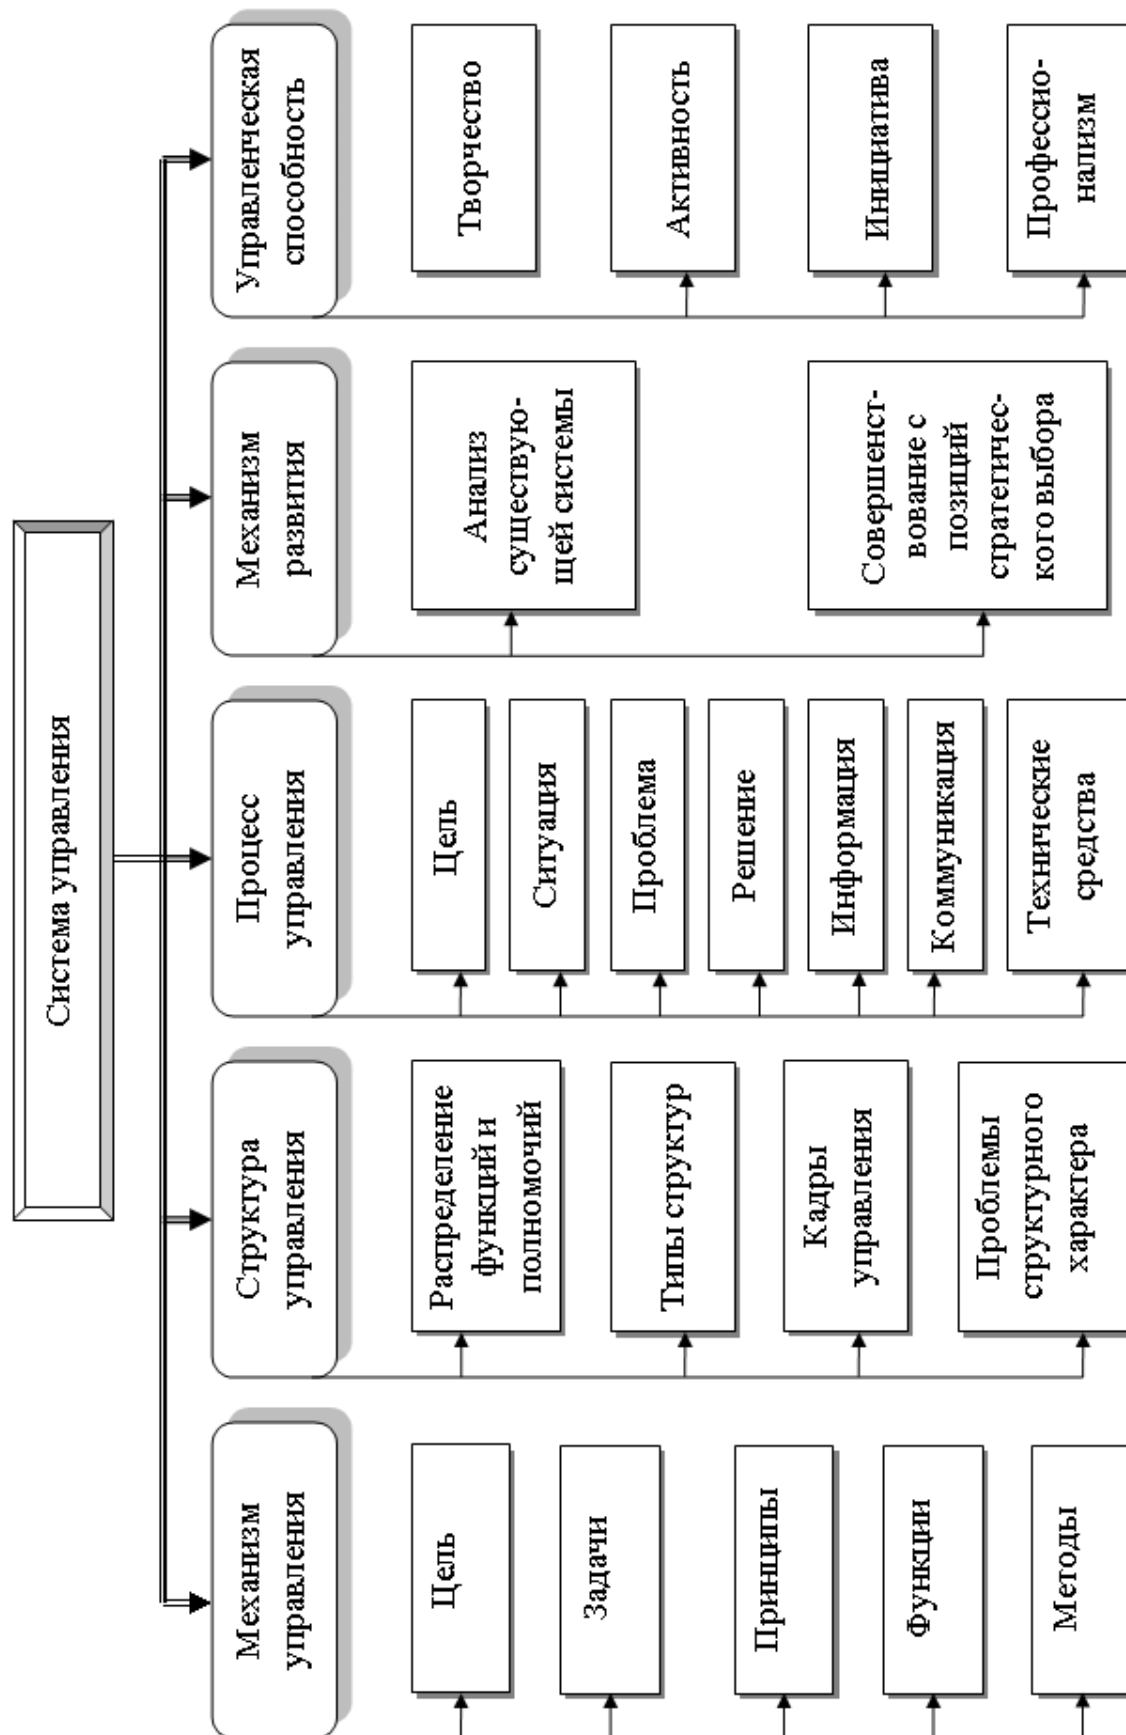 Система управления
Механизм
управления
Структура
управления
Процесс
управления
Механизм
развития
Управленческая
способность
Цель
Задачи
Принципы
Функции
Методы
Распределение
функций и
полномочий
Типы структур
Кадры
управления
Проблемы
структурного
характера
Цель
Ситуация
Проблема
Решение
Информация
Коммуникация
Технические
средства
Анализ
существую-
щей системы
Совершенст-
вование с
позиций
стратегичес-
кого выбора
Творчество
Активность
Инициатива
Профессио-
нализм